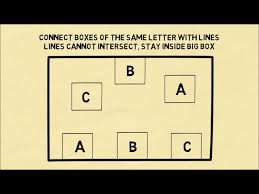 CONNECT BOXES OF THE SAME LETTER WITH LINES
LINES CANNOT INTERSECT, STAY INSIDE BIG BOX
B
C A
A B C